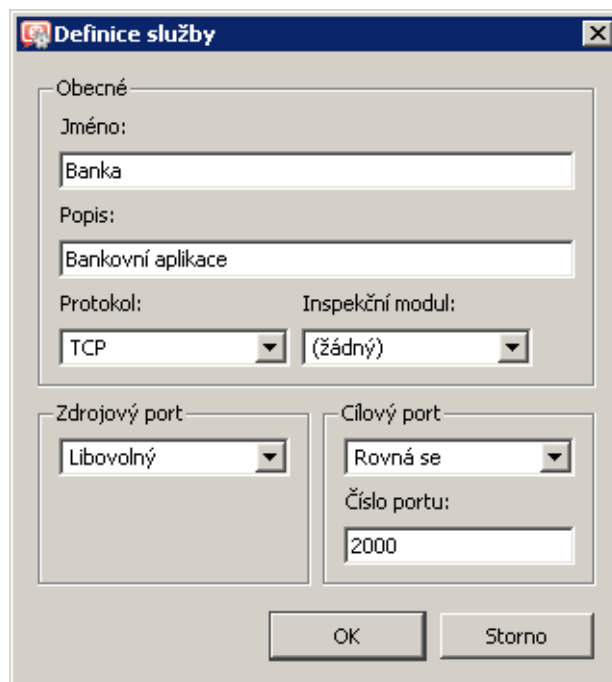 Definice služby
Obecné
Jméno:
Banka
Popis:
Bankovní aplikace
Protokol: Inspekční modul:
TCP (žádný)
Zdrojový port Cílový port
Libovolný Rovná se
Číslo portu:
2000
OK Storno